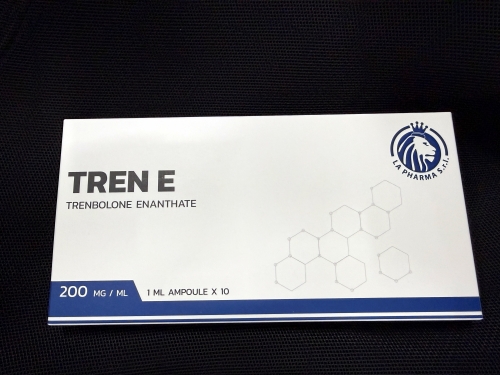 LA PHARMA S.r.l.
TREN E
TRENBOLONE ENANTHATE
200 MG / ML 1 ML AMPOULE X 10